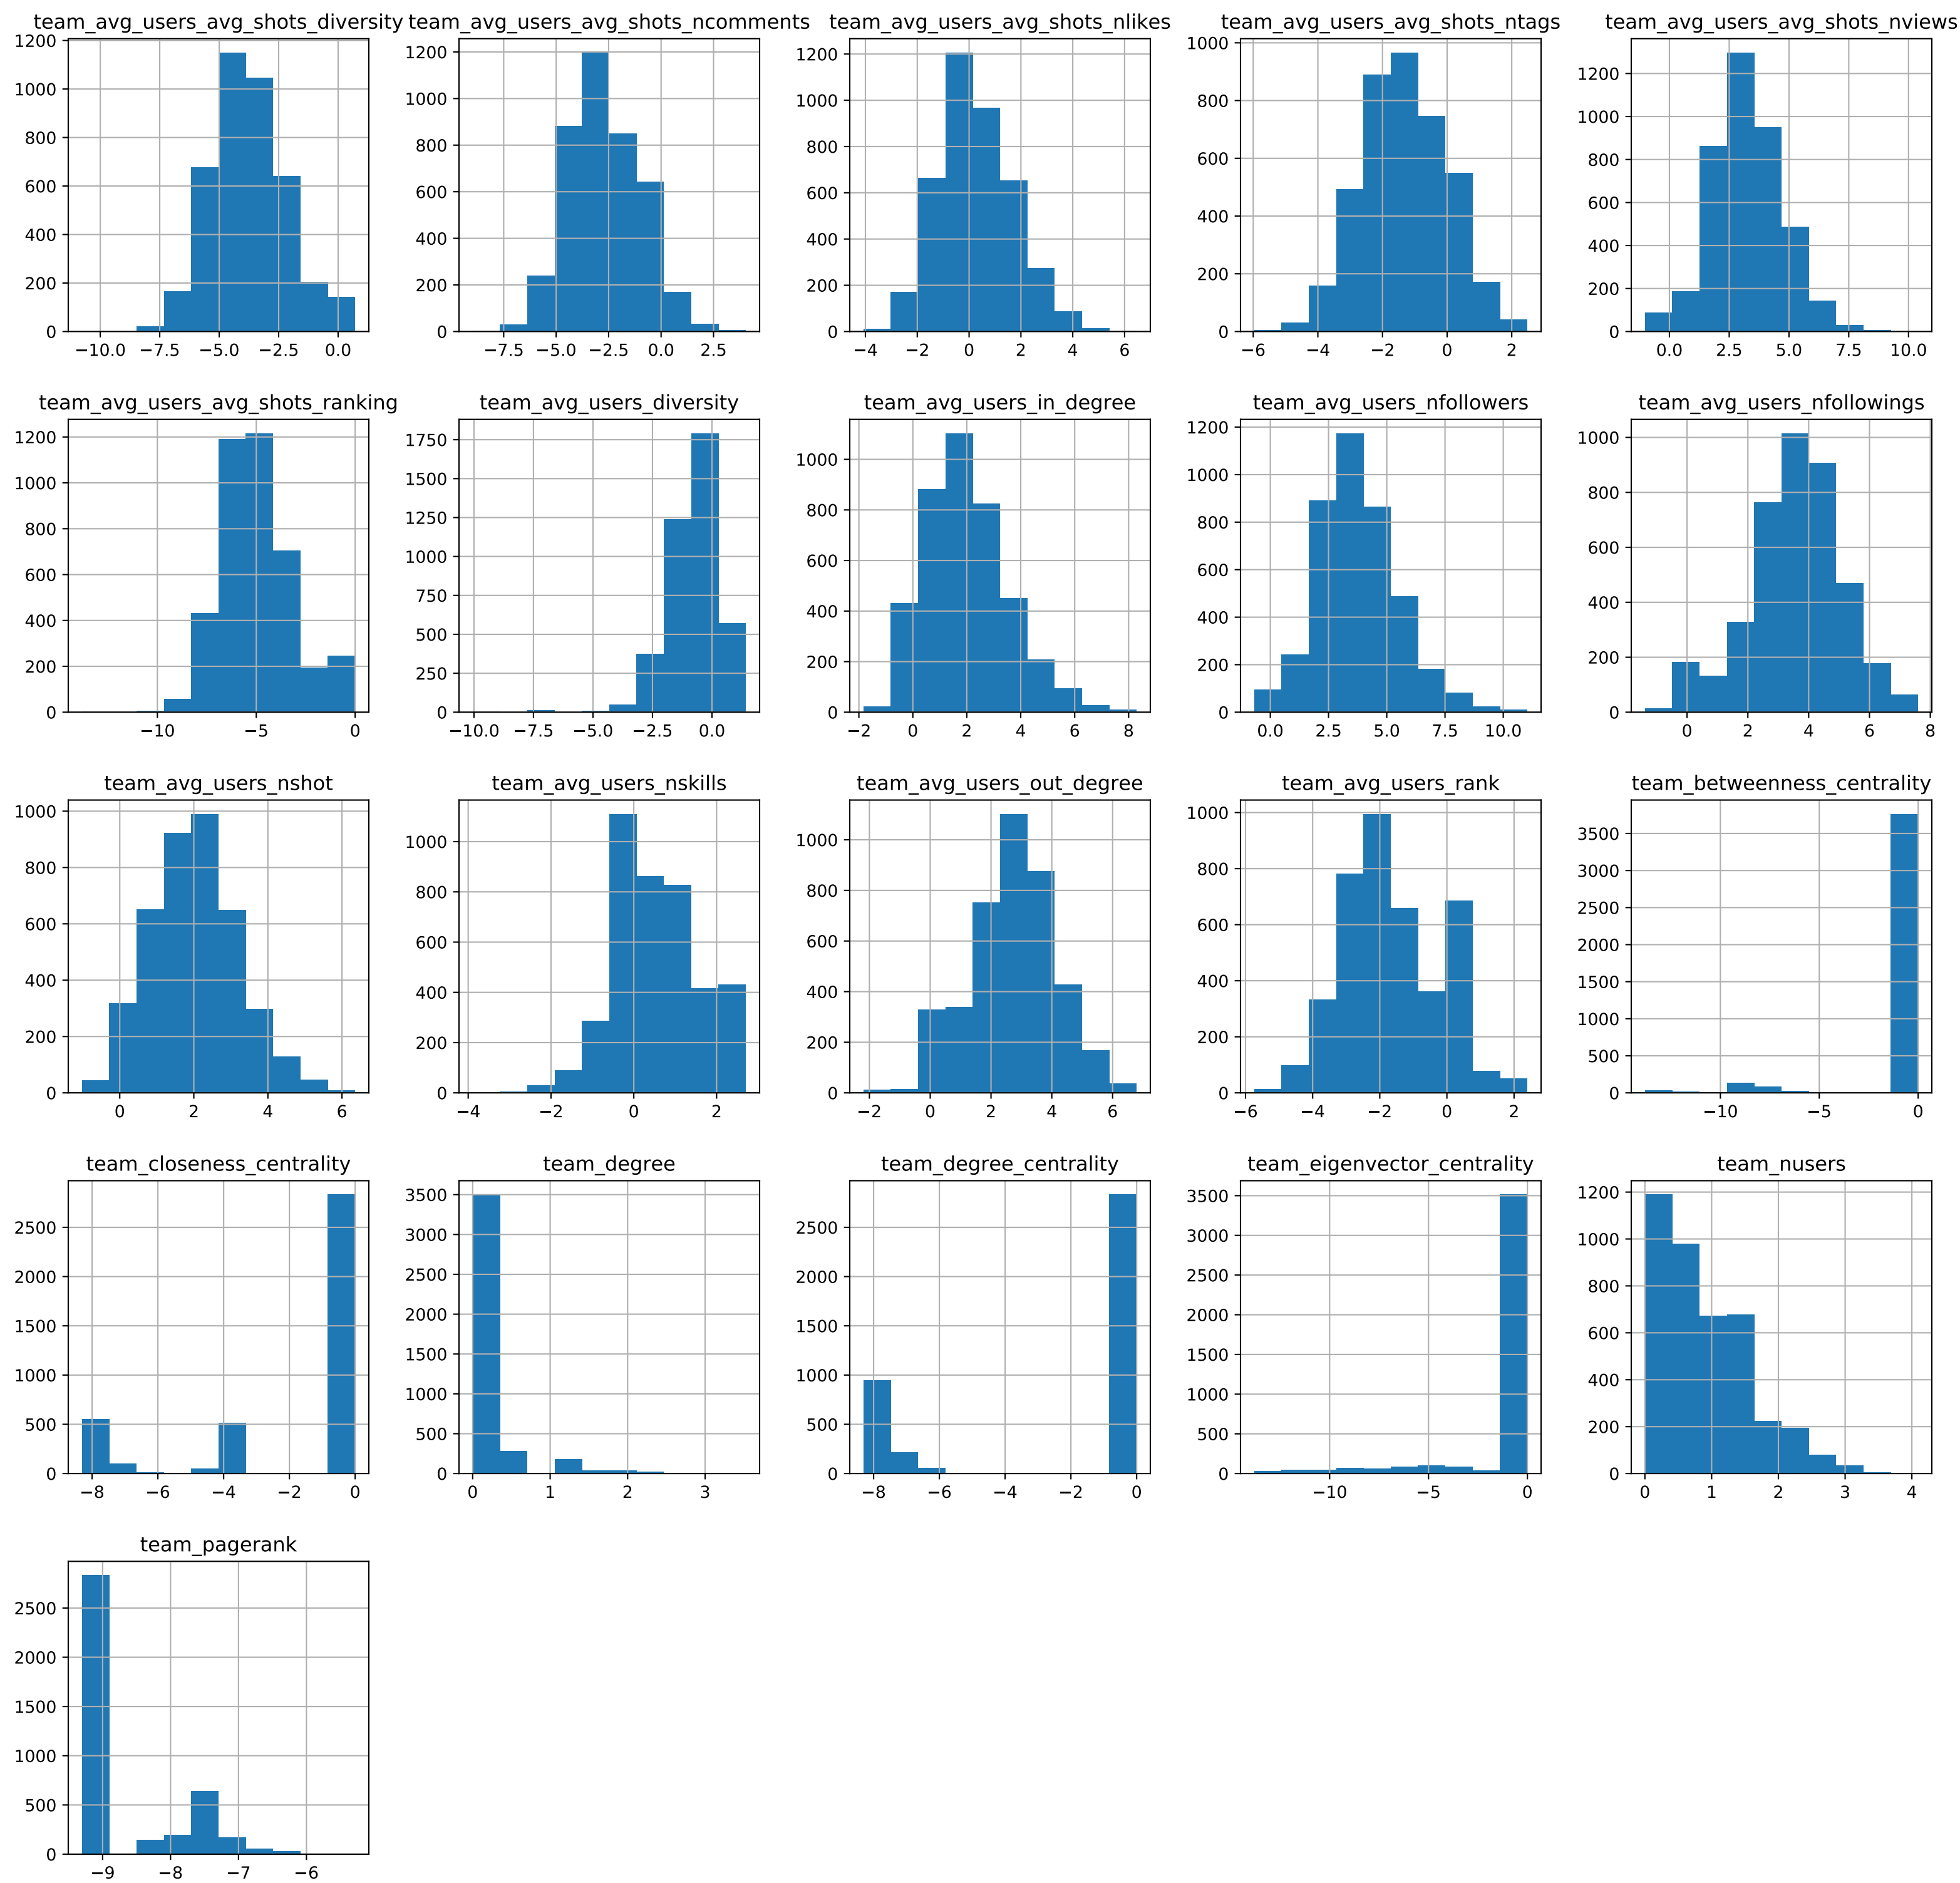 team_avg_users_avg_shots_diversity team_avg_users_avg_shots_ncomments team_avg_users_avg_shots_nlikes team_avg_users_avg_shots_ntags team_avg_users_avg_shots_nviews
1200 1000 800 600 400 200 0
−10.0 −7.5 −5.0 −2.5 0.0
1200 1000 800 600 400 200 0
−7.5 −5.0 −2.5 0.0 2.5
1200 1000 800 600 400 200 0
−4 −2 0 2 4 6
1000 800 600 400 200 0
−6 −4 −2 0 2
1200 1000 800 600 400 200 0
0.0 2.5 5.0 7.5 10.0
team_avg_users_avg_shots_ranking team_avg_users_diversity team_avg_users_in_degree team_avg_users_nfollowers team_avg_users_nfollowings
1200 1000 800 600 400 200 0
−10 −5 0
1750 1500 1250 1000 750 500 250 0
−10.0 −7.5 −5.0 −2.5 0.0
1000 800 600 400 200 0
−2 0 2 4 6 8
1200 1000 800 600 400 200 0
0.0 2.5 5.0 7.5 10.0
1000 800 600 400 200 0
0 2 4 6 8
team_avg_users_nshot team_avg_users_nskills team_avg_users_out_degree team_avg_users_rank team_betweenness_centrality
1000 800 600 400 200 0
0 2 4 6
1000 800 600 400 200 0
−4 −2 0 2
1000 800 600 400 200 0
−2 0 2 4 6
1000 800 600 400 200 0
−6 −4 −2 0 2
3500 3000 2500 2000 1500 1000 500 0
−10 −5 0
team_closeness_centrality team_degree team_degree_centrality team_eigenvector_centrality team_nusers
2500 2000 1500 1000 500 0
−8 −6 −4 −2 0
3500 3000 2500 2000 1500 1000 500 0
0 1 2 3
2500 2000 1500 1000 500 0
−8 −6 −4 −2 0
3500 3000 2500 2000 1500 1000 500 0
−10 −5 0
1200 1000 800 600 400 200 0
0 1 2 3 4
team_pagerank
2500 2000 1500 1000 500 0
−9 −8 −7 −6